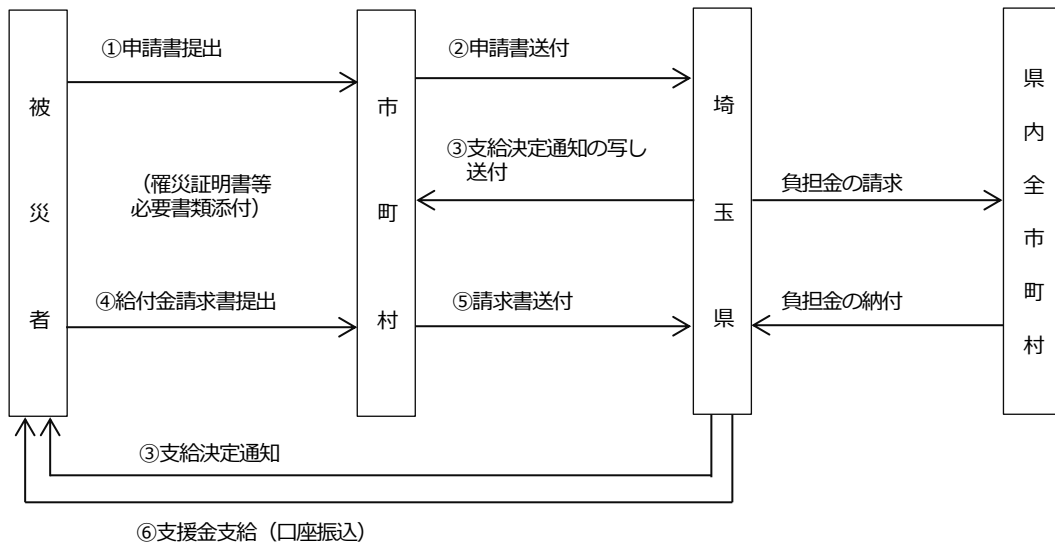 ①申請書提出
②申請書送付
被災者
市町村
埼玉県
県内全市町村
③支給決定通知の写し
送付
(罹災証明書等
必要書類添付)
負担金の請求
④給付金請求書提出
⑤請求書送付
負担金の納付
③支給決定通知
⑥支援金支給(口座振込)